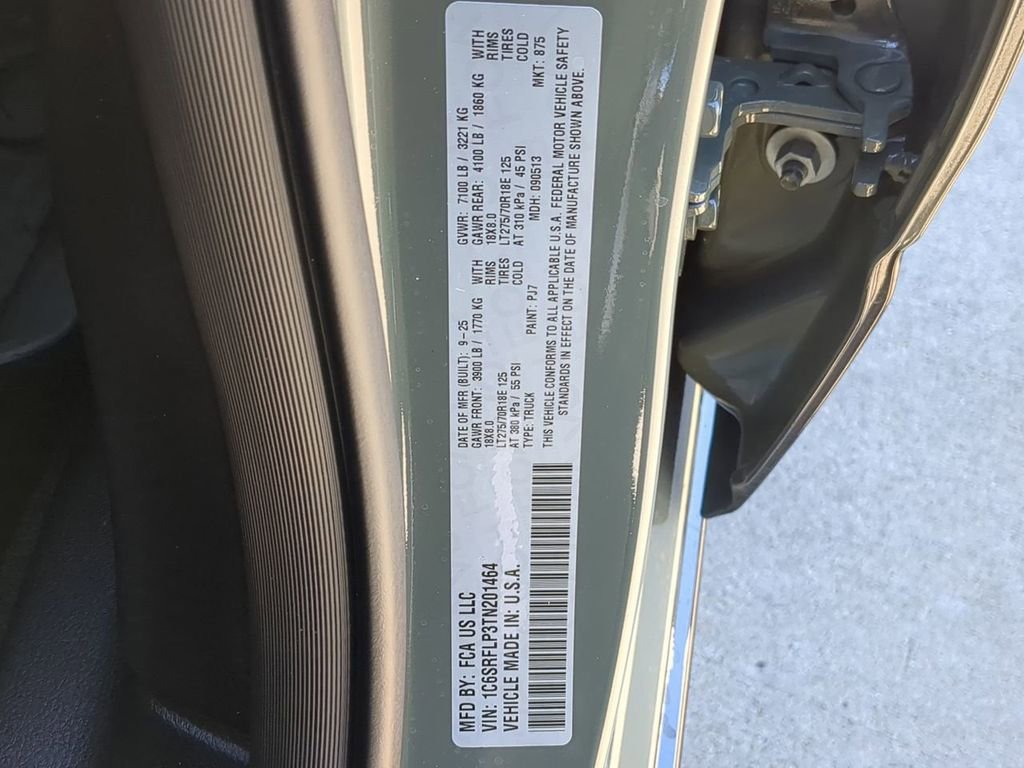 MFD BY: FCA US LLC
VIN: 1C6SRFLP3TN201464
VEHICLE MADE IN: U.S.A.
DATE OF MFR (BUILT): 9-25 GVWR: 7100 LB / 3221 KG
GAWR FRONT: 3900 LB / 1770 KG WITH GAWR REAR: 4100 LB / 1860 KG WITH
18X8.0 RIMS 18X8.0 RIMS
LT275/70R18E 125 TIRES LT275/70R18E 125 TIRES
AT 380 kPa / 55 PSI COLD AT 310 kPa / 45 PSI COLD
TYPE: TRUCK PAINT: PJ7 MDH: 090513 MKT: 875
THIS VEHICLE CONFORMS TO ALL APPLICABLE U.S.A. FEDERAL MOTOR VEHICLE SAFETY
STANDARDS IN EFFECT ON THE DATE OF MANUFACTURE SHOWN ABOVE.